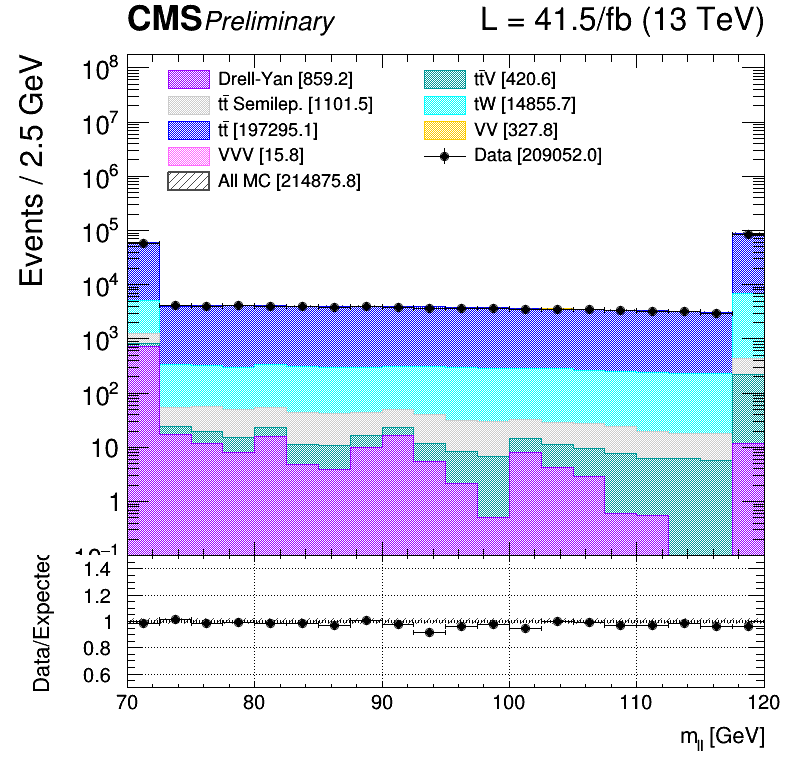 CMS Preliminary L = 41.5/fb (13 TeV)
Events / 2.5 GeV
10⁸
10⁷
10⁶
10⁵
10⁴
10³
10²
10
1
10⁻¹
Drell-Yan [859.2]
tt̄ Semilep. [1101.5]
tt̄ [197295.1]
VVV [15.8]
All MC [214875.8]
tt̄V [420.6]
tW [14855.7]
VV [327.8]
Data [209052.0]
Data/Expected
1.4
1.2
1
0.8
0.6
70 80 90 100 110 120
m_ll [GeV]